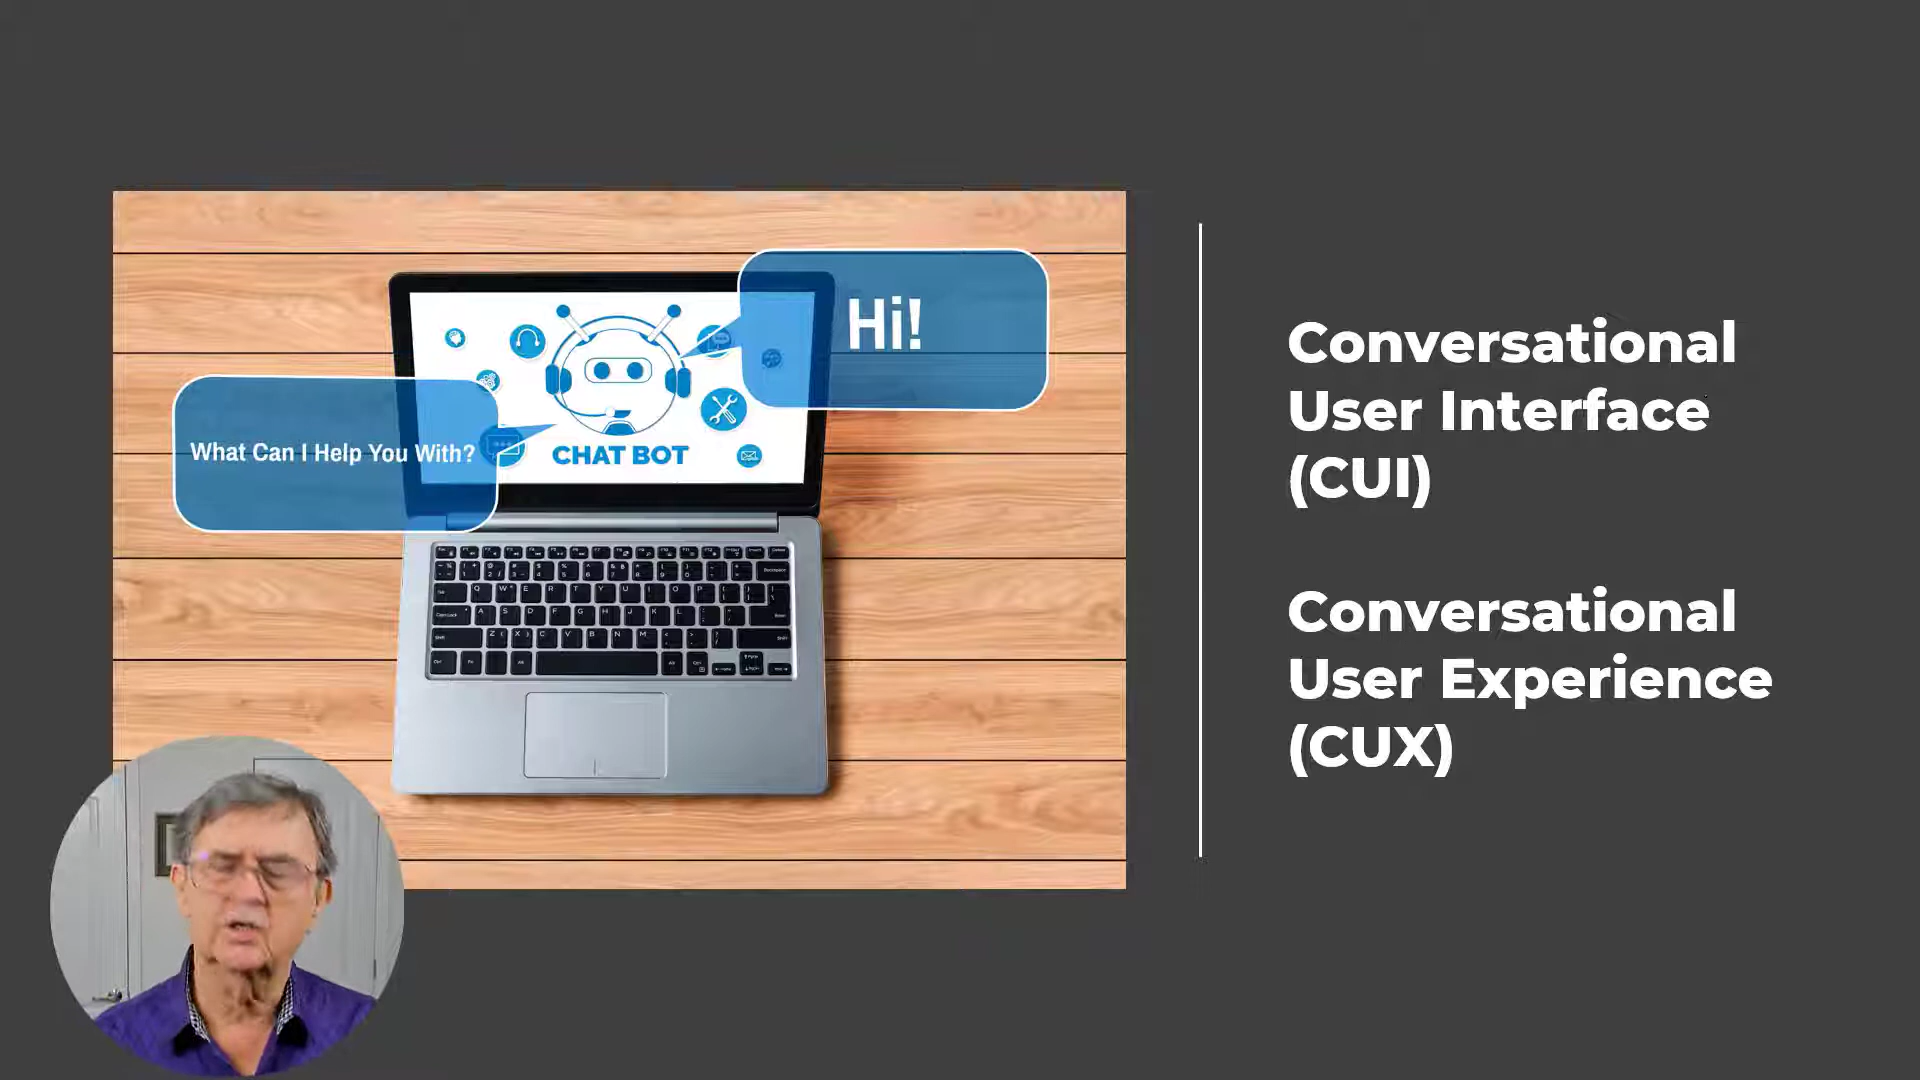 Hi!
What Can I Help You With?
CHAT BOT
Conversational
User Interface
(CUI)
Conversational
User Experience
(CUX)